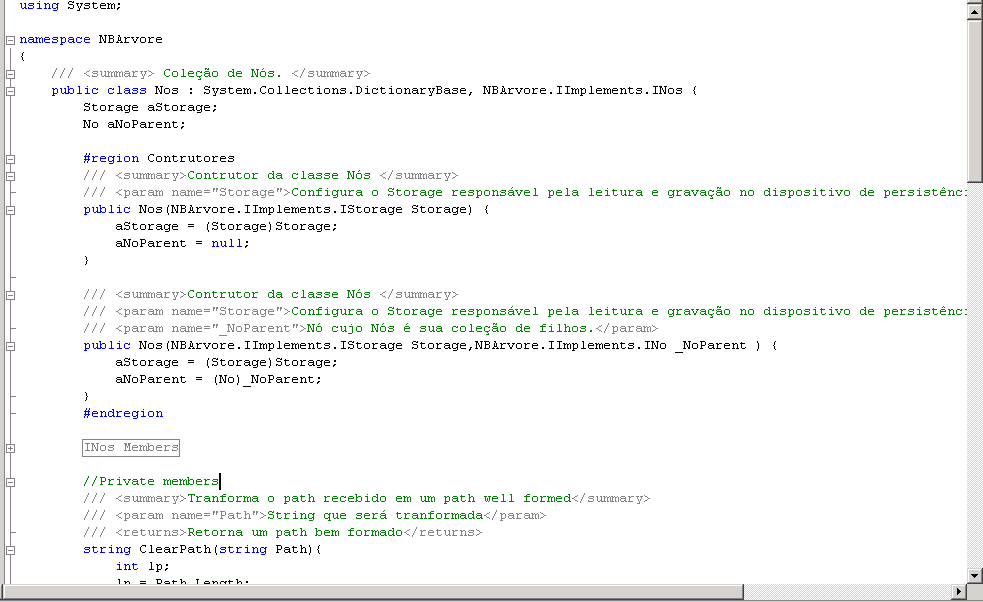 using System;
namespace NBArvore
{
/// <summary> Coleção de Nós. </summary>
public class Nos : System.Collections.DictionaryBase, NBArvore.IImplements.INos {
Storage aStorage;
No aNoParent;
#region Contrutores
/// <summary>Contrutor da classe Nós </summary>
/// <param name="Storage">Configura o Storage responsável pela leitura e gravação no dispositivo de
public Nos(NBArvore.IImplements.IStorage Storage) {
aStorage = (Storage)Storage;
aNoParent = null;
}
/// <summary>Contrutor da classe Nós </summary>
/// <param name="Storage">Configura o Storage responsável pela leitura e gravação no dispositivo de
/// <param name="_NoParent">Nó cujo Nós é sua coleção de filhos.</param>
public Nos(NBArvore.IImplements.IStorage Storage,NBArvore.IImplements.INo _NoParent ) {
aStorage = (Storage)Storage;
aNoParent = (No)_NoParent;
}
#endregion
INos Members
//Private members
/// <summary>Tranforma o path recebido em um path well formed</summary>
/// <param name="Path">String que será tranformada</param>
/// <returns>Retorna um path bem formado</returns>
string ClearPath(string Path){
int lp;
lp = Path.Length;